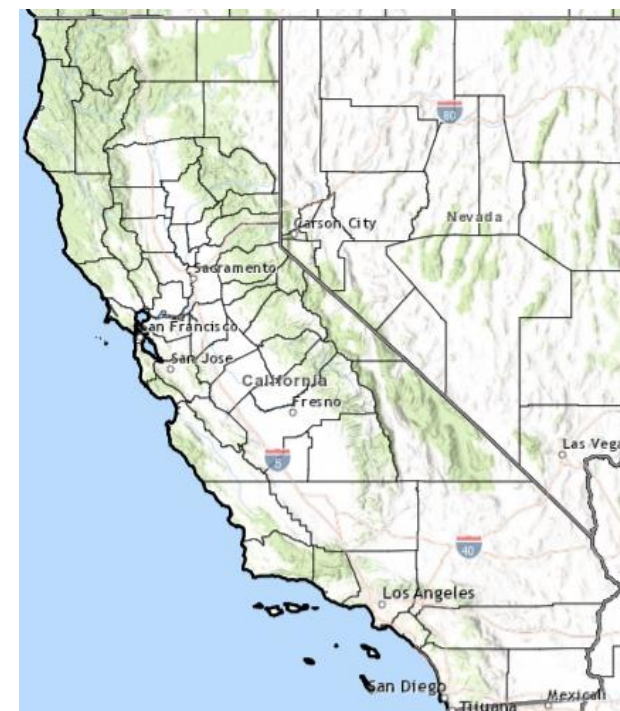 80
Carson City
Nevada
Sacramento
San Francisco
San Jose
California
Fresno
Las Vega
5
40
Los Angeles
San Diego
Tijuana
Mexicali